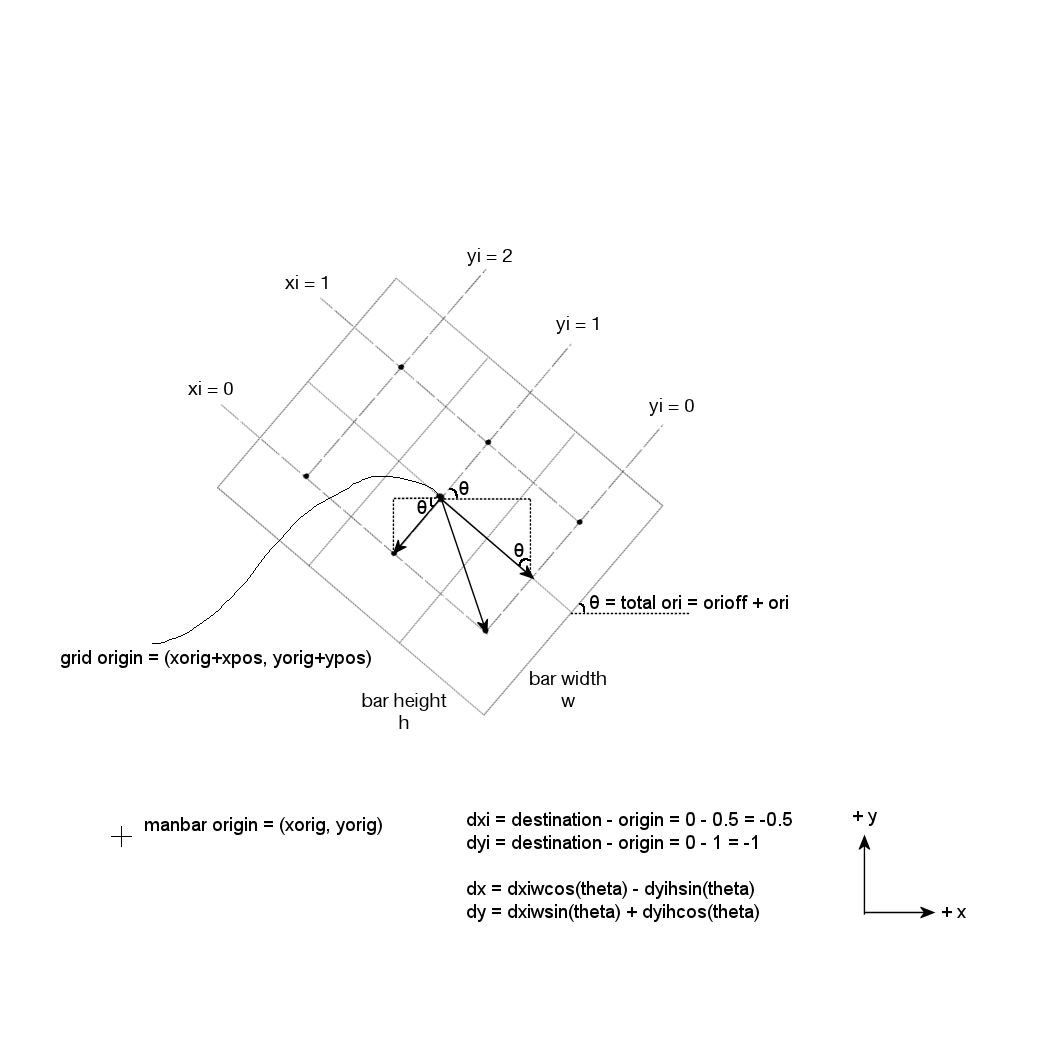 yi = 2
xi = 1
yi = 1
xi = 0
yi = 0
θ
θ
θ
θ = total ori = orioff + ori
grid origin = (xorig+xpos, yorig+ypos)
bar width
w
bar height
h
manbar origin = (xorig, yorig)
dxi = destination - origin = 0 - 0.5 = -0.5
dyi = destination - origin = 0 - 1 = -1
dx = dxiwcos(theta) - dyihsin(theta)
dy = dxiwsin(theta) + dyihcos(theta)
+ y
+ x